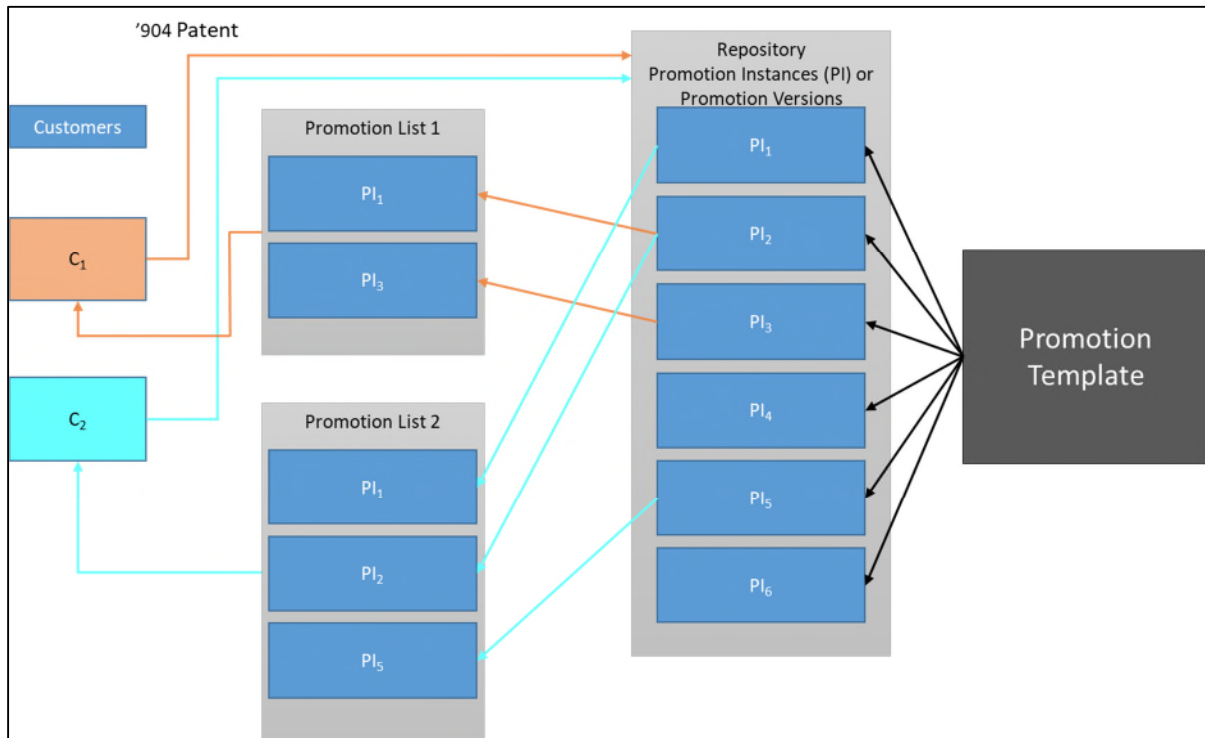 ’904 Patent
Customers
C₁
C₂
Promotion List 1
PI₁
PI₃
Promotion List 2
PI₁
PI₂
PI₅
Repository
Promotion Instances (PI) or
Promotion Versions
PI₁
PI₂
PI₃
PI₄
PI₅
PI₆
Promotion
Template